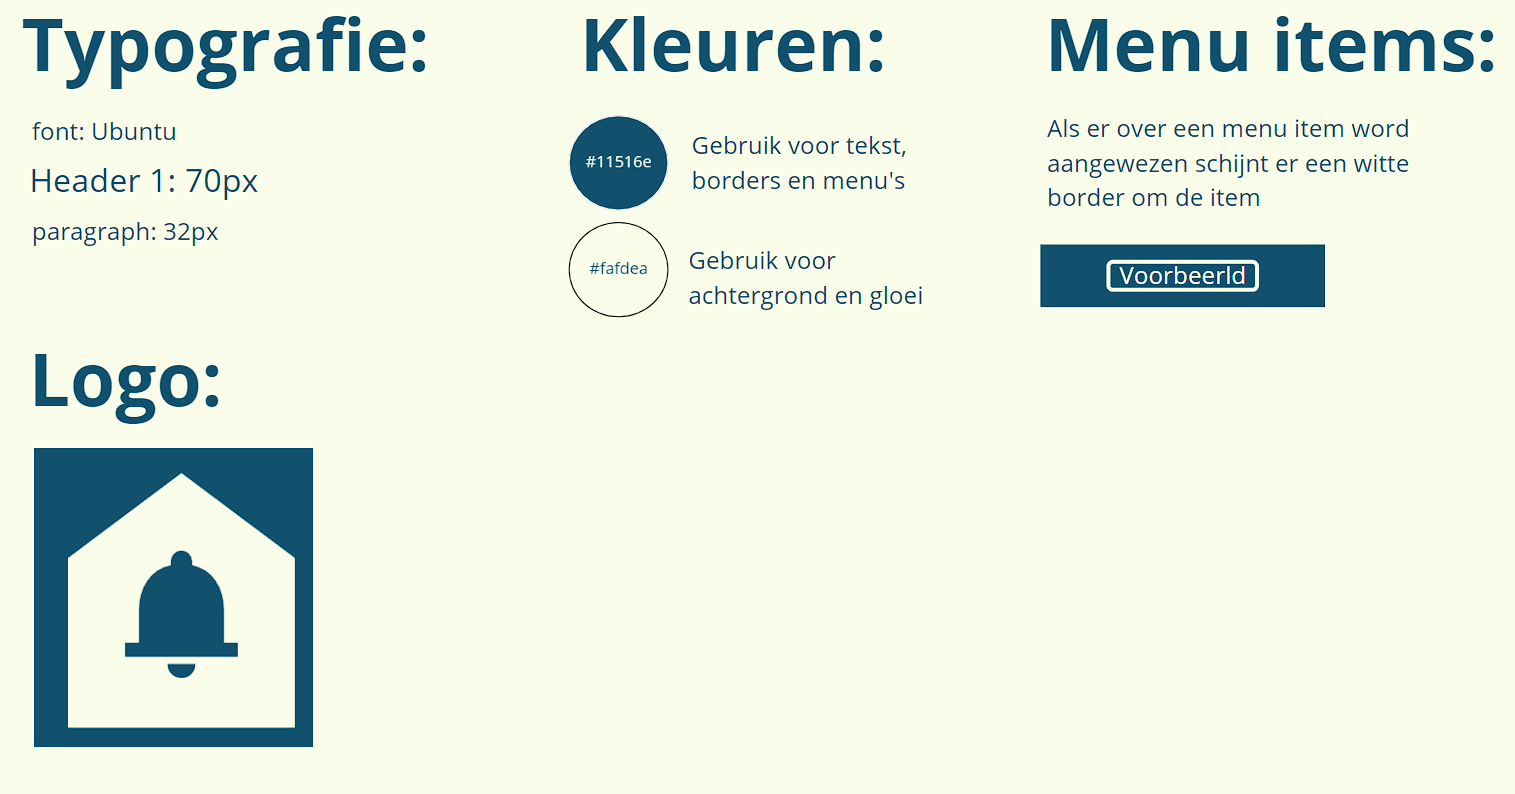 Typografie:
font: Ubuntu
Header 1: 70px
paragraph: 32px
Kleuren:
#11516e
Gebruik voor tekst,
borders en menu's
#fafdea
Gebruik voor
achtergrond en gloei
Menu items:
Als er over een menu item word
aangewezen schijnt er een witte
border om de item
Voorbeerld
Logo: